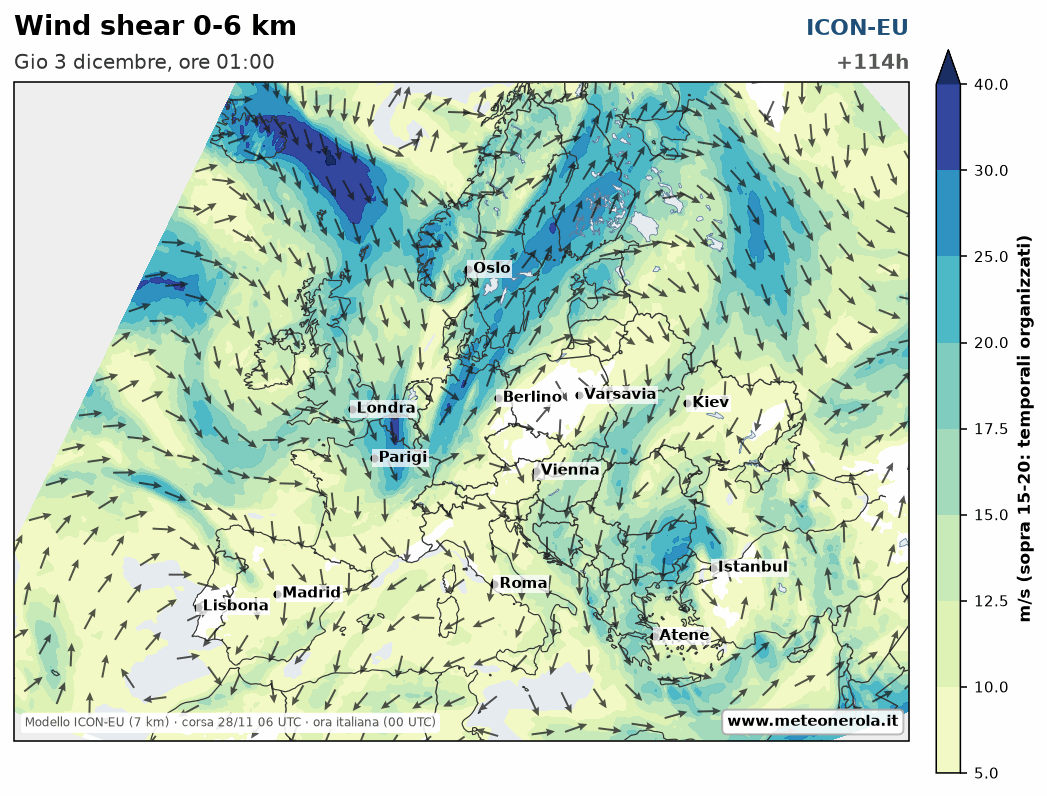 Wind shear 0-6 km
ICON-EU
Gio 3 dicembre, ore 01:00
+114h
40.0
30.0
25.0
20.0
17.5
15.0
12.5
10.0
5.0
m/s (sopra 15-20: temporali organizzati)
Oslo
Berlino
Varsavia
Kiev
Londra
Parigi
Vienna
Istanbul
Roma
Madrid
Lisbona
Atene
Modello ICON-EU (7 km) · corsa 28/11 06 UTC · ora italiana (00 UTC)
www.meteonerola.it